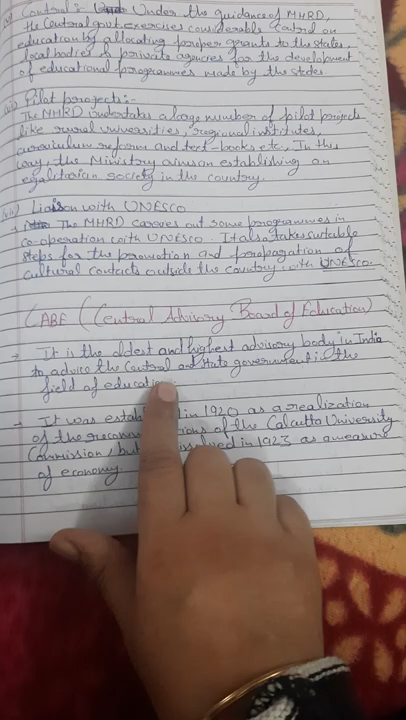 (v) Control :- Under the guidance of MHRD,
the Central govt. exercises considerable control on
education by allocating proper grants to the states,
local bodies & private agencies for the development
of educational programmes made by the states.
Pilot projects :-
The MHRD undertakes a large number of pilot projects
like rural universities, regional institutes,
curriculum reform and text-books etc. In this
way, the Ministry aims on establishing an
egalitarian society in the country.
Liaison with UNESCO
The MHRD carries out some programmes in
co-operation with UNESCO. It also takes suitable
steps for the promotion and propagation of
cultural contacts outside the country with UNESCO.
CABE (Central Advisory Board of Education)
→ It is the oldest and highest advisory body in India
to advice the Central and State government in the
field of
→ It was in 1920 as a realization
of the of the Calcutta University
Commission, but in 1923 as a measure
of economy.